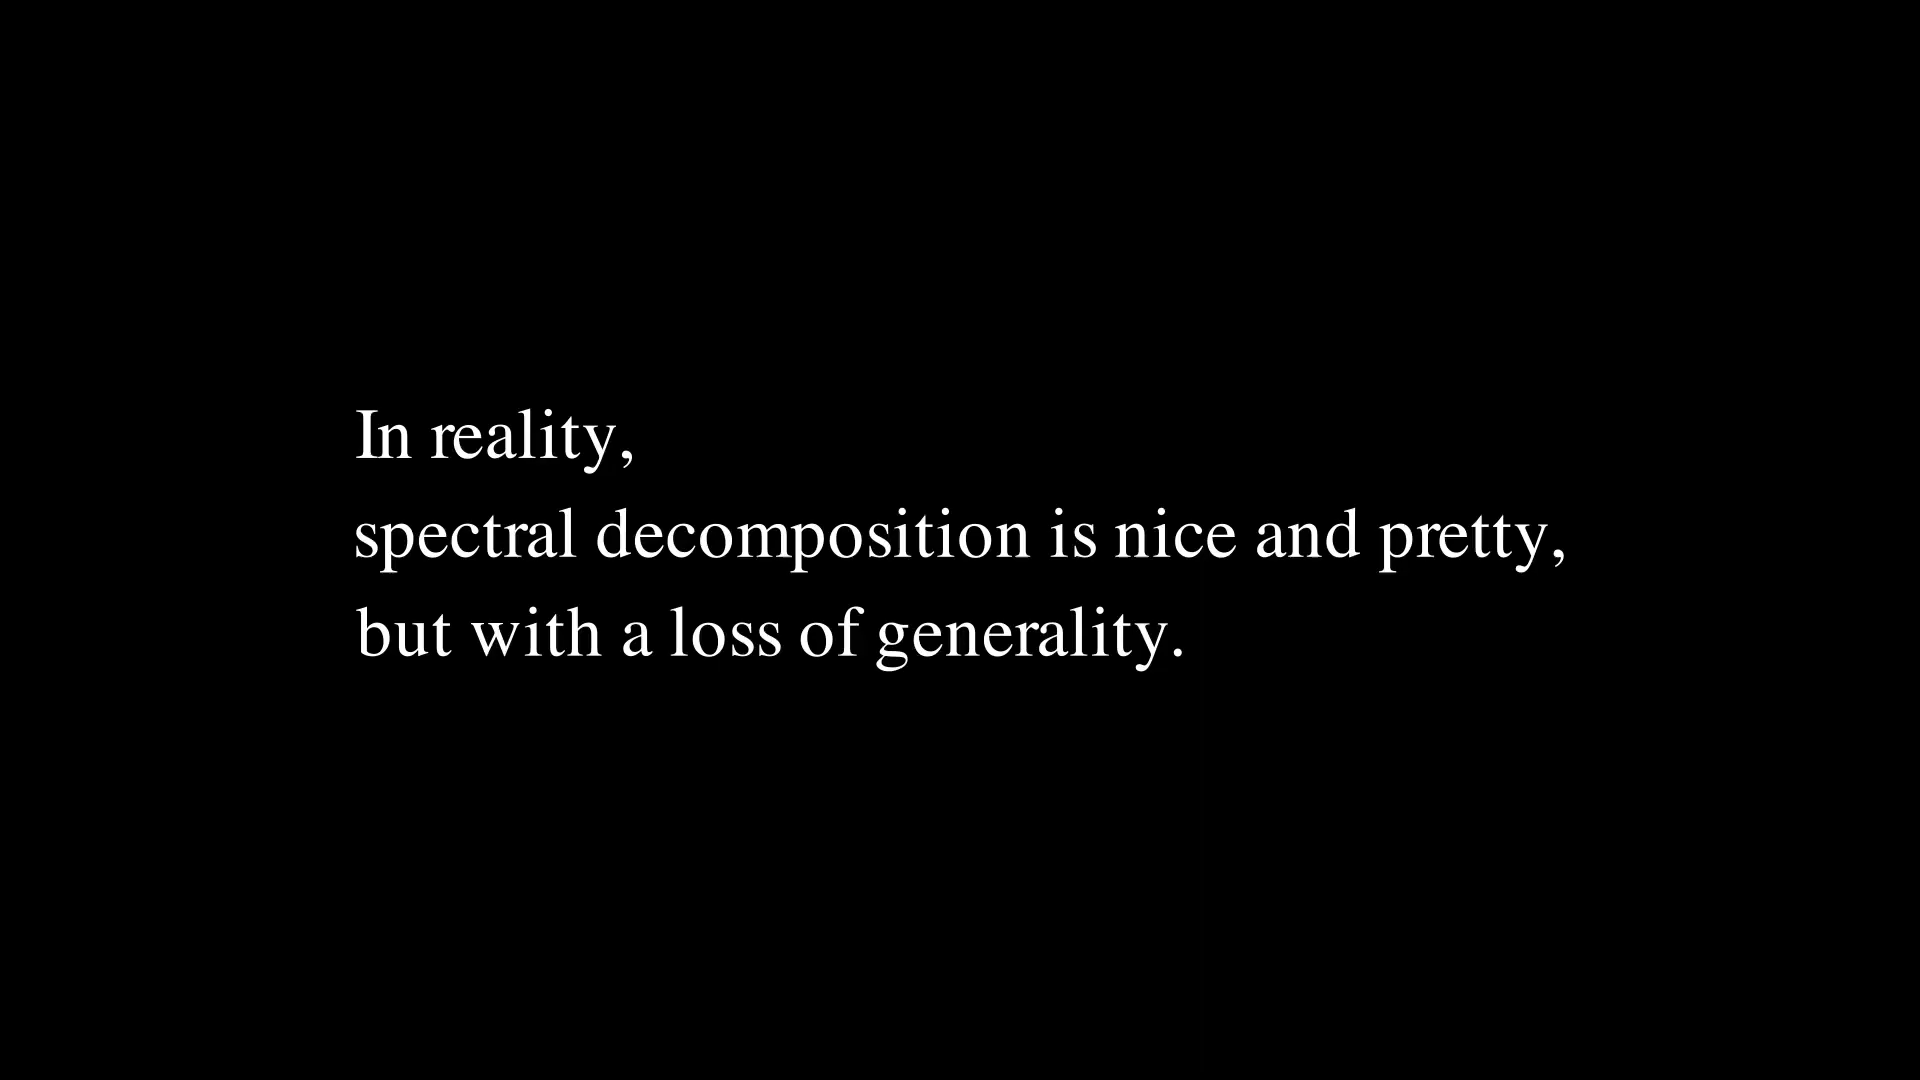 In reality,
spectral decomposition is nice and pretty,
but with a loss of generality.